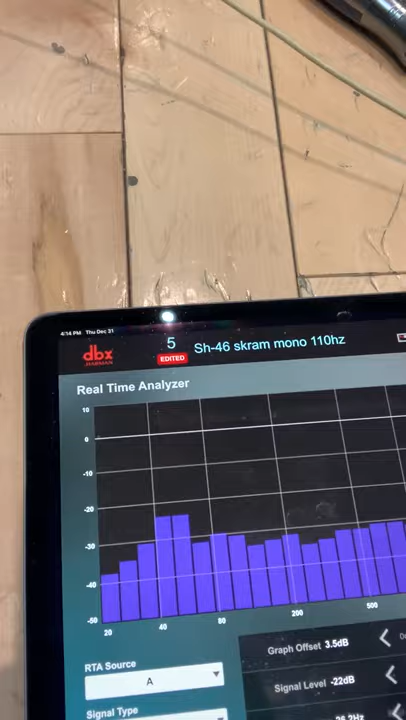 4:14 PM Thu Dec 31
dbx
HARMAN
5
EDITED
Sh-46 skram mono 110hz
Real Time Analyzer
10
0
-10
-20
-30
-40
-50
20 40 80 200 500
RTA Source
A
Signal Type
Graph Offset 3.5dB
Signal Level -22dB
26.2Hz